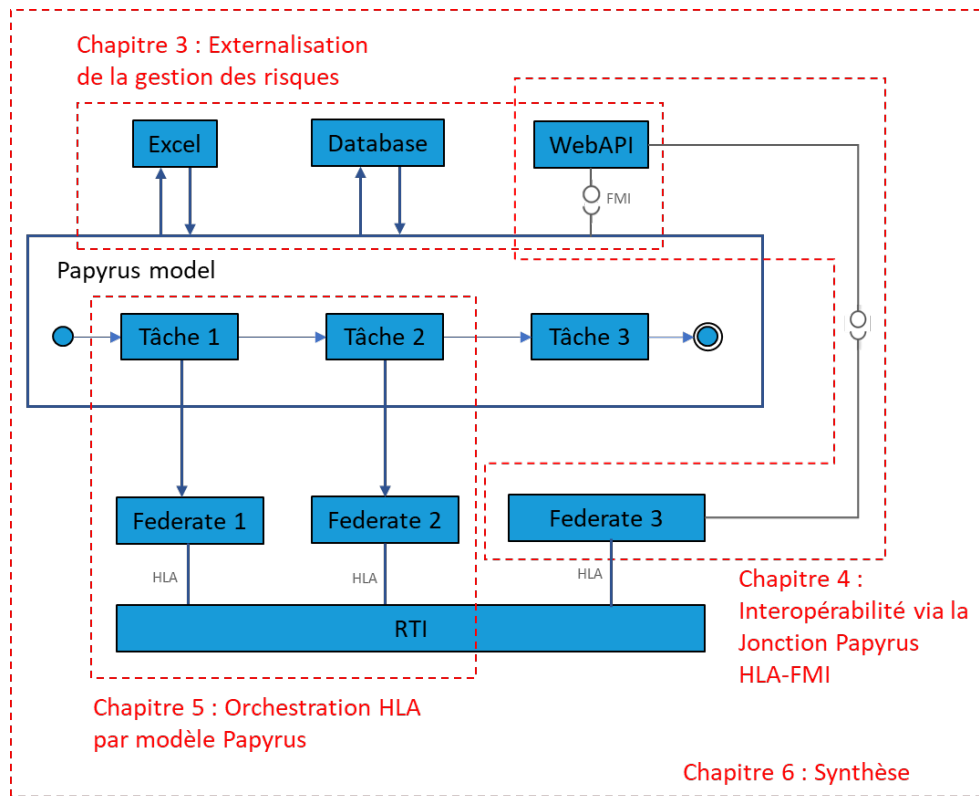 Chapitre 3 : Externalisation
de la gestion des risques
Excel
Database
WebAPI
FMI
Papyrus model
Tâche 1
Tâche 2
Tâche 3
Federate 1
Federate 2
Federate 3
HLA
HLA
HLA
RTI
Chapitre 4 :
Interopérabilité via la
Jonction Papyrus
HLA-FMI
Chapitre 5 : Orchestration HLA
par modèle Papyrus
Chapitre 6 : Synthèse